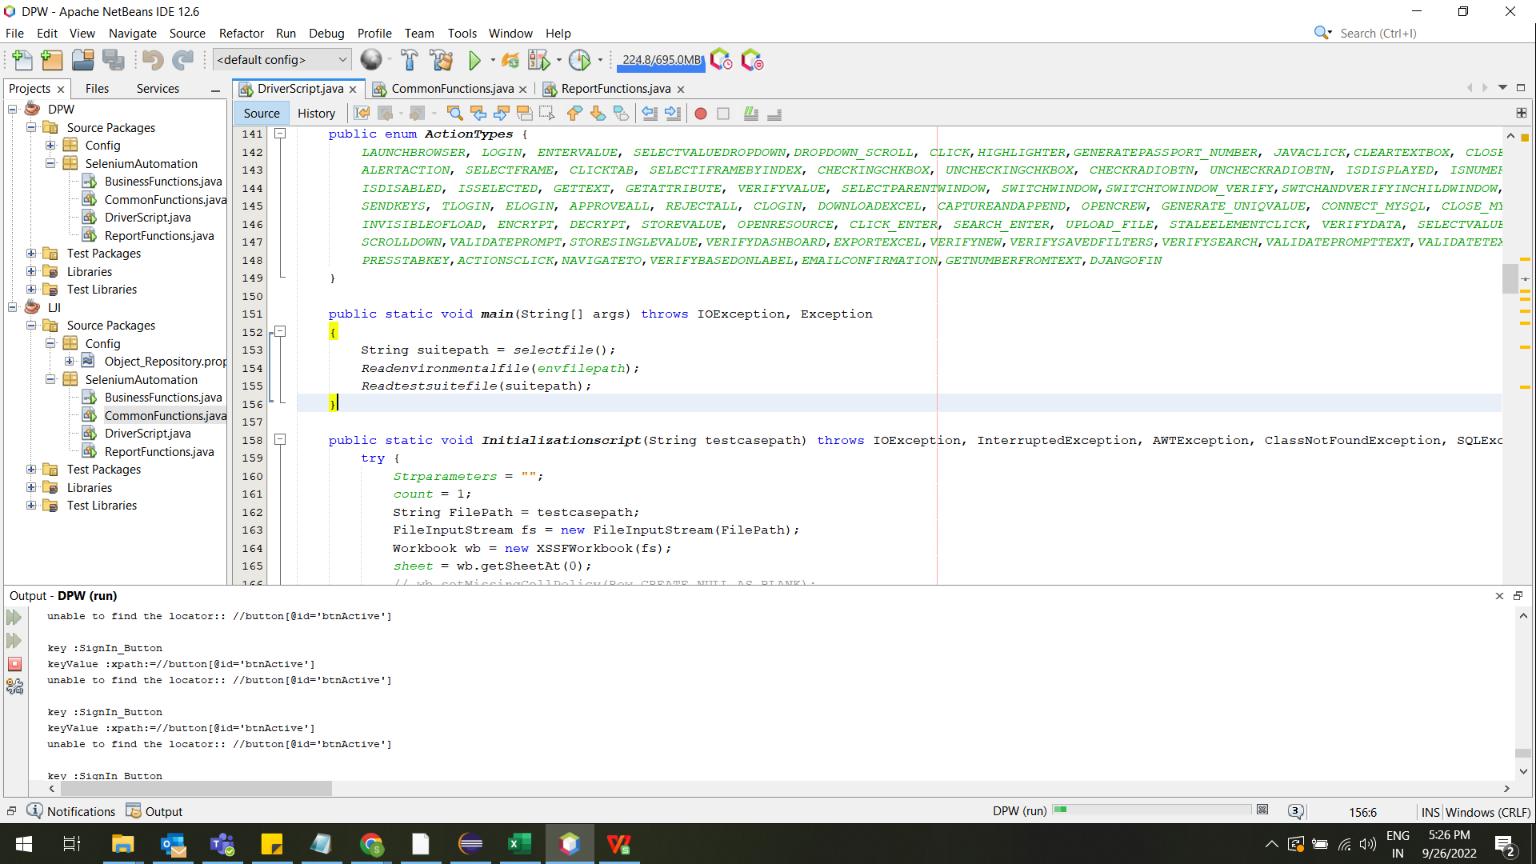 DPW - Apache NetBeans IDE 12.6
File Edit View Navigate Source Refactor Run Debug Profile Team Tools Window Help
Search (Ctrl+I)
<default config>
224.8/695.0MB
Projects Files Services
DriverScript.java CommonFunctions.java ReportFunctions.java
Source History
DPW
Source Packages
Config
SeleniumAutomation
BusinessFunctions.java
CommonFunctions.java
DriverScript.java
ReportFunctions.java
Test Packages
Libraries
Test Libraries
IJI
Source Packages
Config
Object_Repository.prop
SeleniumAutomation
BusinessFunctions.java
CommonFunctions.java
DriverScript.java
ReportFunctions.java
Test Packages
Libraries
Test Libraries
141 public enum ActionTypes {
142 LAUNCHBROWSER, LOGIN, ENTERVALUE, SELECTVALUEDROPDOWN,DROPDOWN_SCROLL, CLICK,HIGHLIGHTER,GENERATEPASSPORT_NUMBER, JAVACLICK,CLEARTEXTBOX, CLOSE
143 ALERTACTION, SELECTFRAME, CLICKTAB, SELECTIFRAMEBYINDEX, CHECKINGCHKBOX, UNCHECKINGCHKBOX, CHECKRADIOBTN, UNCHECKRADIOBTN, ISDISPLAYED, ISNUMER
144 ISDISABLED, ISSELECTED, GETTEXT, GETATTRIBUTE, VERIFYVALUE, SELECTPARENTWINDOW, SWITCHWINDOW,SWITCHTOWINDOW_VERIFY,SWTCHANDVERIFYINCHILDWINDOW,
145 SENDKEYS, TLOGIN, ELOGIN, APPROVEALL, REJECTALL, CLOGIN, DOWNLOADEXCEL, CAPTUREANDAPPEND, OPENCREW, GENERATE_UNIQVALUE, CONNECT_MYSQL, CLOSE_MY
146 INVISIBLEOFLOAD, ENCRYPT, DECRYPT, STOREVALUE, OPENRESOURCE, CLICK_ENTER, SEARCH_ENTER, UPLOAD_FILE, STALEELEMENTCLICK, VERIFYDATA, SELECTVALUE
147 SCROLLDOWN,VALIDATEPROMPT,STORESINGLEVALUE,VERIFYDASHBOARD,EXPORTEXCEL,VERIFYNEW,VERIFYSAVEDFILTERS,VERIFYSEARCH,VALIDATEPROMPTTEXT,VALIDATETEX
148 PRESSTABKEY,ACTIONSCLICK,NAVIGATETO,VERIFYBASEDONLABEL,EMAILCONFIRMATION,GETNUMBERFROMTEXT,DJANGOFIN
149 }
150
151 public static void main(String[] args) throws IOException, Exception
152 {
153 String suitepath = selectfile();
154 Readenvironmentalfile(envfilepath);
155 Readtestsuitefile(suitepath);
156 }
157
158 public static void Initializationscript(String testcasepath) throws IOException, InterruptedException, AWTException, ClassNotFoundException, SQLExc
159 try {
160 Strparameters = "";
161 count = 1;
162 String FilePath = testcasepath;
163 FileInputStream fs = new FileInputStream(FilePath);
164 Workbook wb = new XSSFWorkbook(fs);
165 sheet = wb.getSheetAt(0);
166 // wb.setMissingCellPolicy(Row.CREATE_NULL_AS_BLANK);
Output - DPW (run)
unable to find the locator:: //button[@id='btnActive']
key :SignIn_Button
keyValue :xpath:=//button[@id='btnActive']
unable to find the locator:: //button[@id='btnActive']
key :SignIn_Button
keyValue :xpath:=//button[@id='btnActive']
unable to find the locator:: //button[@id='btnActive']
key :SignIn_Button
Notifications Output
DPW (run)
3
156:6
INS Windows (CRLF)
ENG
IN
5:26 PM
9/26/2022
2